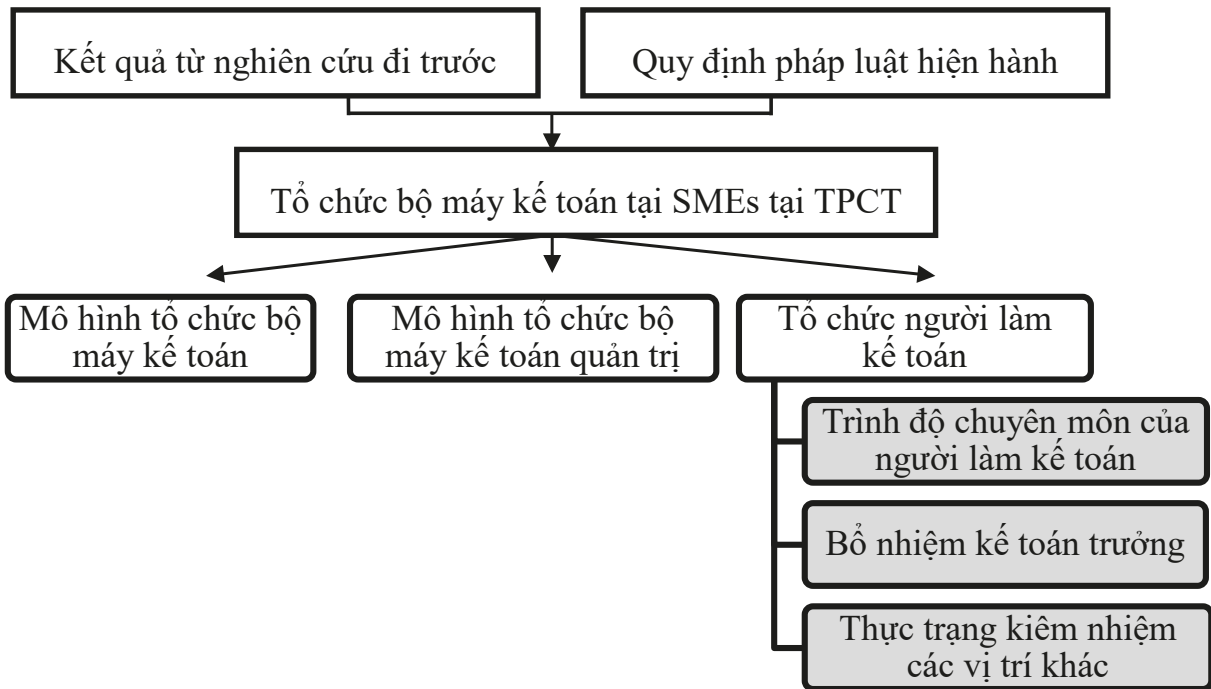 Kết quả từ nghiên cứu đi trước
Quy định pháp luật hiện hành
Tổ chức bộ máy kế toán tại SMEs tại TPCT
Mô hình tổ chức bộ
máy kế toán
Mô hình tổ chức bộ
máy kế toán quản trị
Tổ chức người làm
kế toán
Trình độ chuyên môn của
người làm kế toán
Bổ nhiệm kế toán trưởng
Thực trạng kiêm nhiệm
các vị trí khác